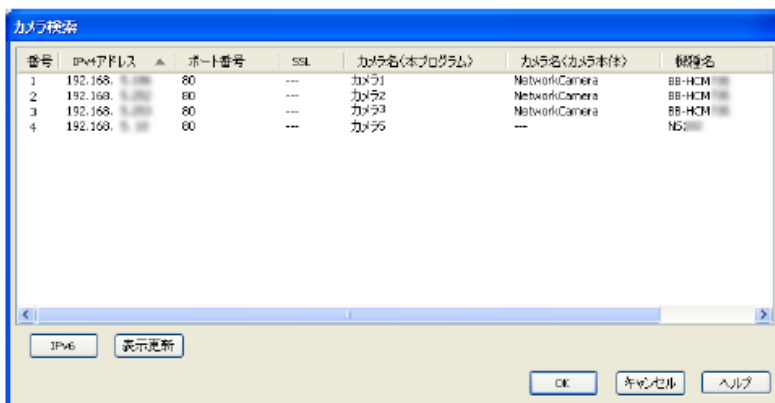 カメラ検索
番号 IPv4アドレス ポート番号 SSL カメラ名(本プログラム) カメラ名(カメラ本体) 機種名
1 192.168. 80 --- カメラ1 NetworkCamera BB-HCM
2 192.168. 80 --- カメラ2 NetworkCamera BB-HCM
3 192.168. 80 --- カメラ3 NetworkCamera BB-HCM
4 192.168. 80 --- カメラ5 ---
IPv6 表示更新
OK キャンセル ヘルプ